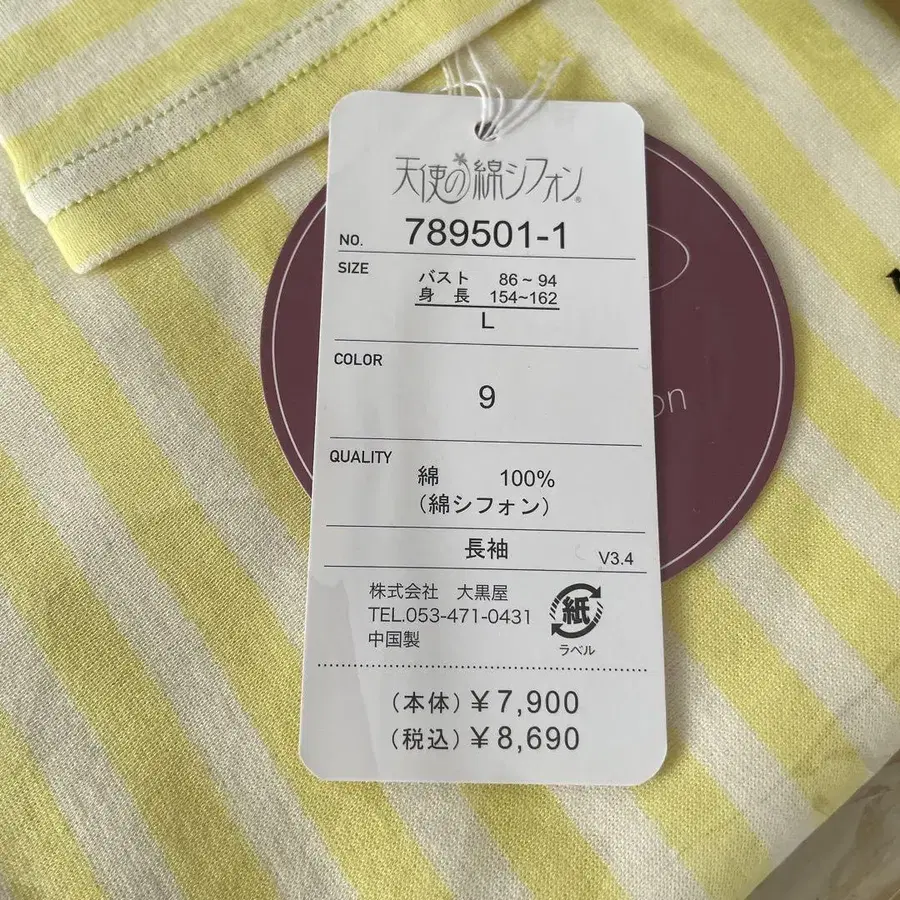 天使の綿シフォン®
NO. 789501-1
SIZE
バスト 86~94
身長 154~162
L
COLOR
9
QUALITY
綿 100%
(綿シフォン)
長袖 V3.4
株式会社 大黒屋
TEL.053-471-0431
中国製
紙
ラベル
(本体)¥7,900
(税込)¥8,690
on